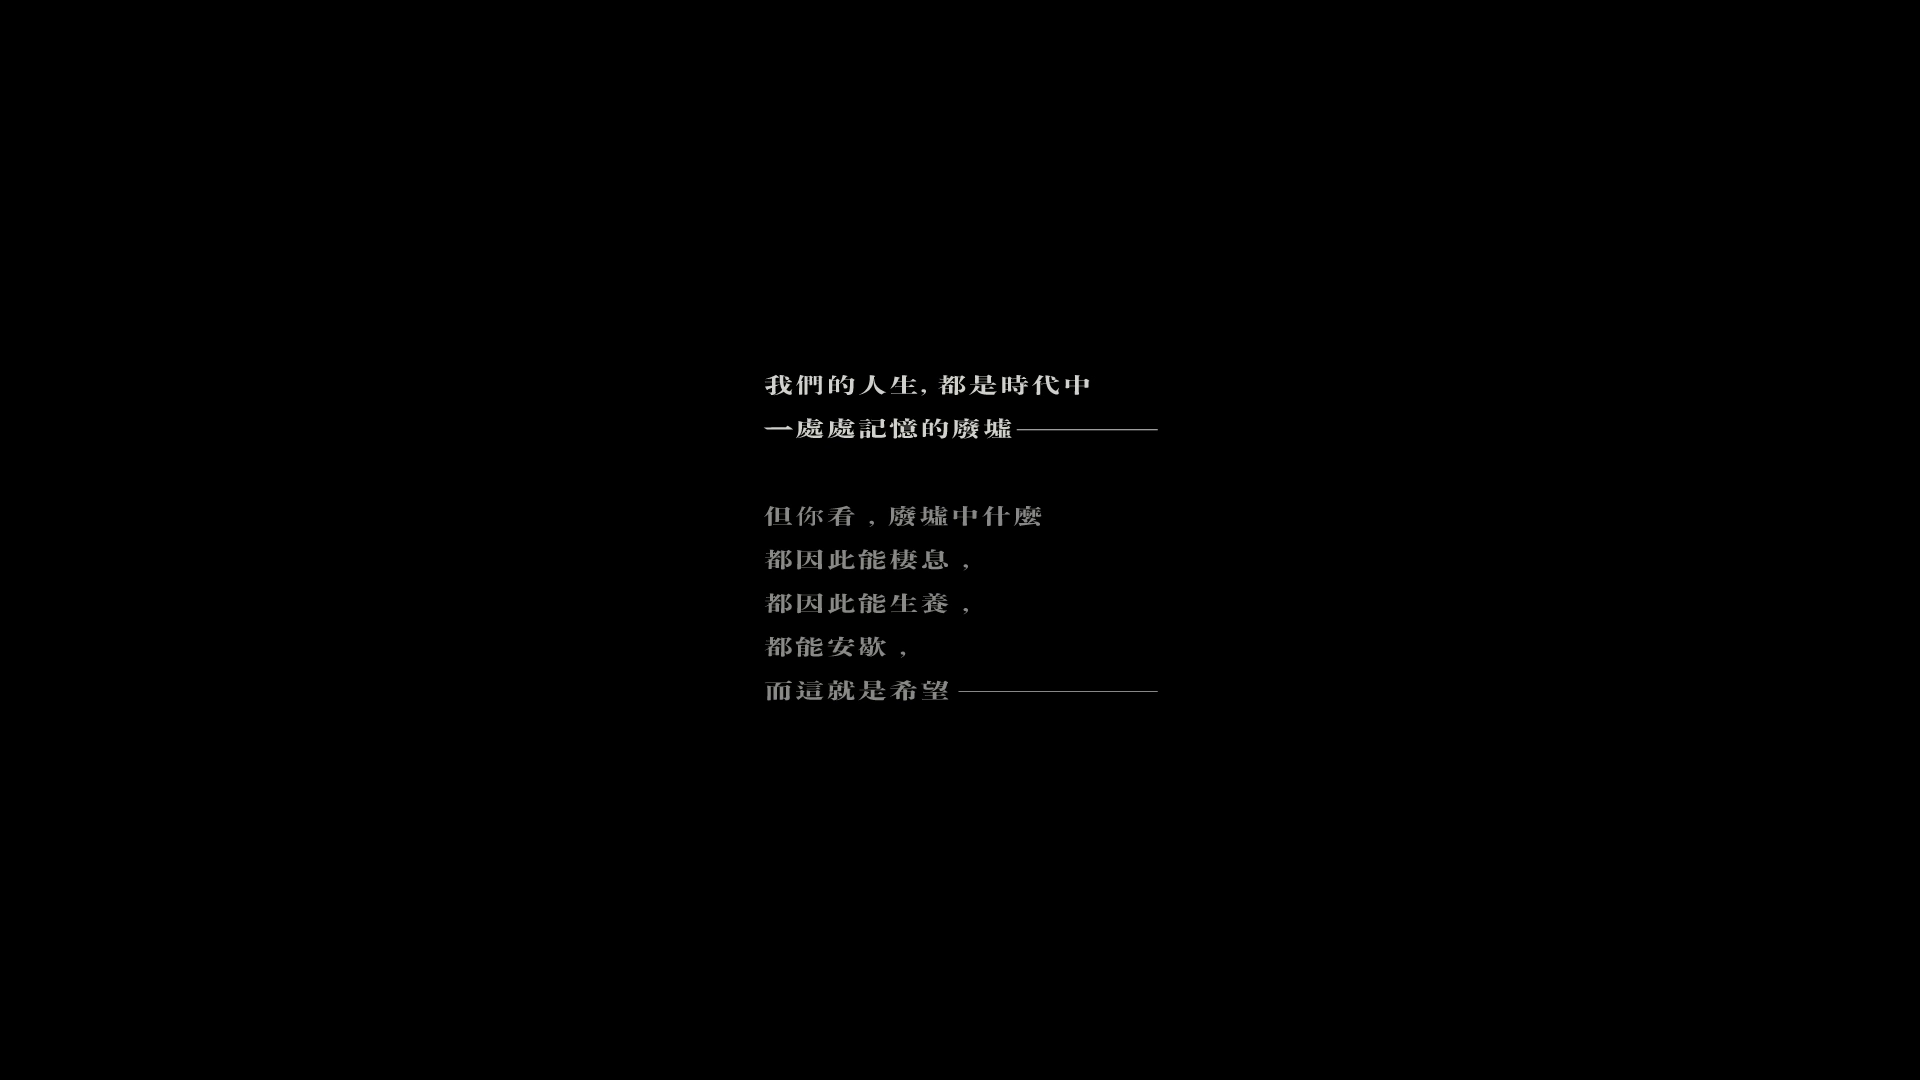 我們的人生, 都是時代中
一處處記憶的廢墟————
但你看 , 廢墟中什麼
都因此能棲息 ,
都因此能生養 ,
都能安歇 ,
而這就是希望 ————